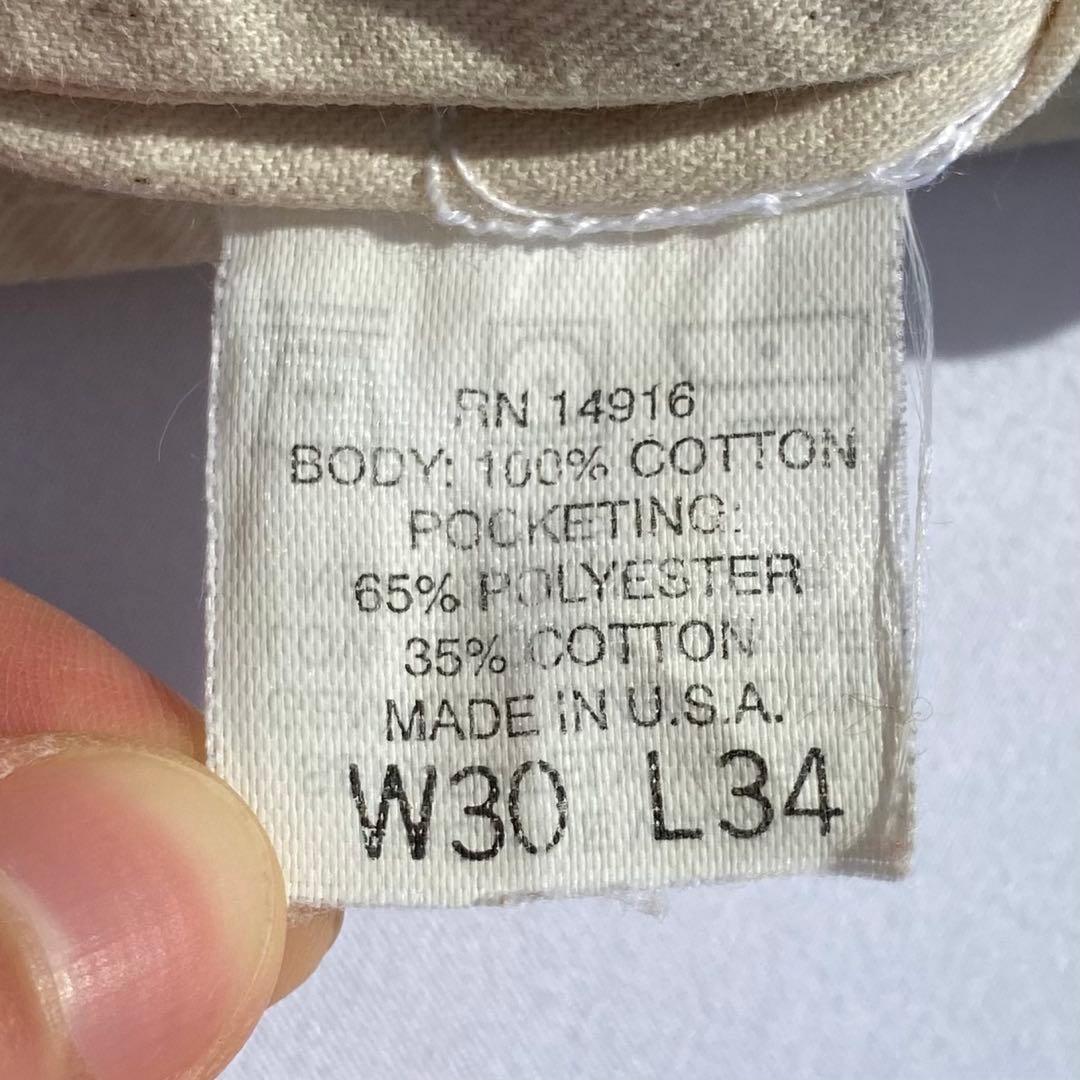 RN 14916
BODY: 100% COTTON
POCKETING:
65% POLYESTER
35% COTTON
MADE IN U.S.A.
W30 L34